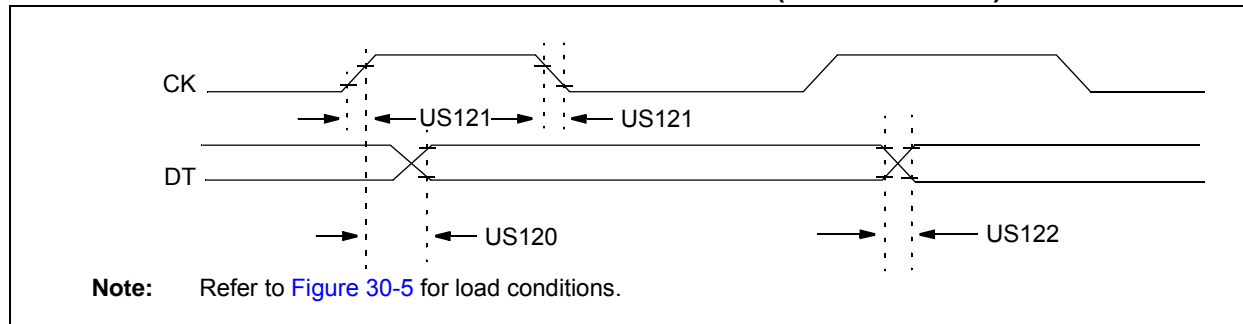 CK
US121
US121
DT
US120
US122
Note: Refer to Figure 30-5 for load conditions.